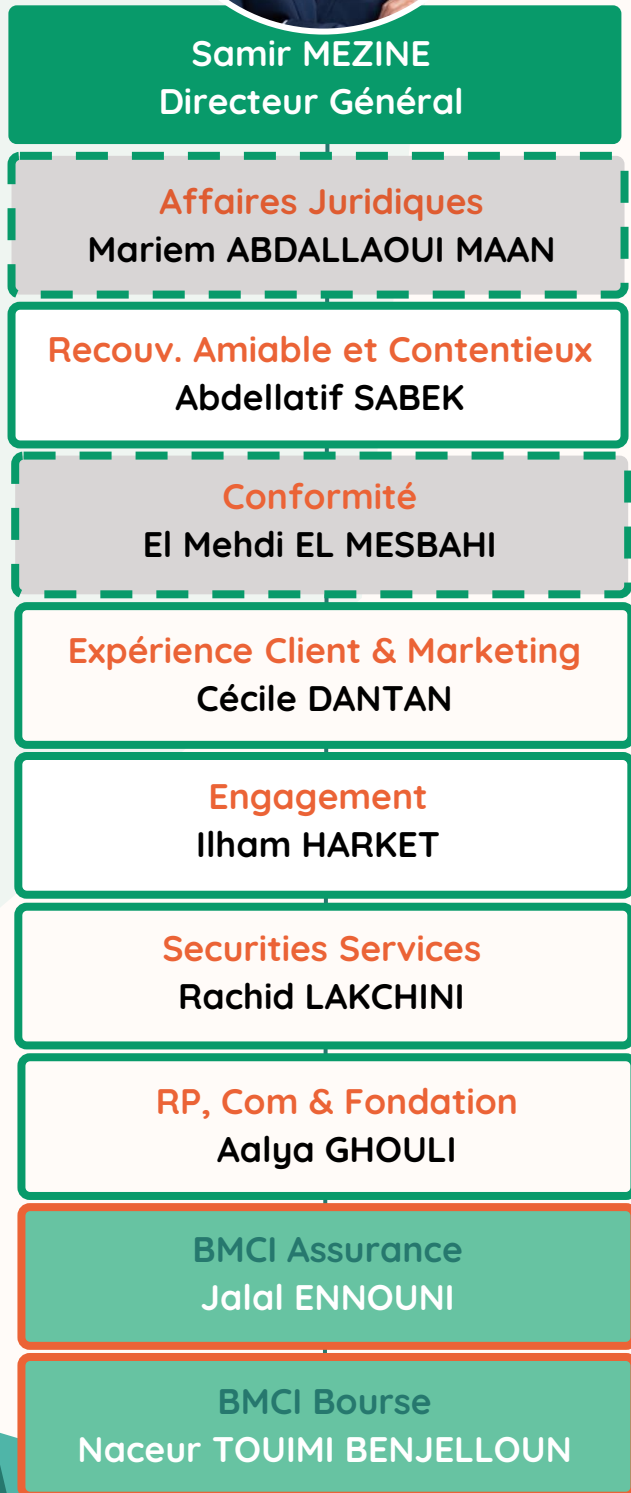 Samir MEZINE
Directeur Général
Affaires Juridiques
Mariem ABDALLAOUI MAAN
Recouv. Amiable et Contentieux
Abdellatif SABEK
Conformité
El Mehdi EL MESBAHI
Expérience Client & Marketing
Cécile DANTAN
Engagement
Ilham HARKET
Securities Services
Rachid LAKCHINI
RP, Com & Fondation
Aalya GHOULI
BMCI Assurance
Jalal ENNOUNI
BMCI Bourse
Naceur TOUIMI BENJELLOUN